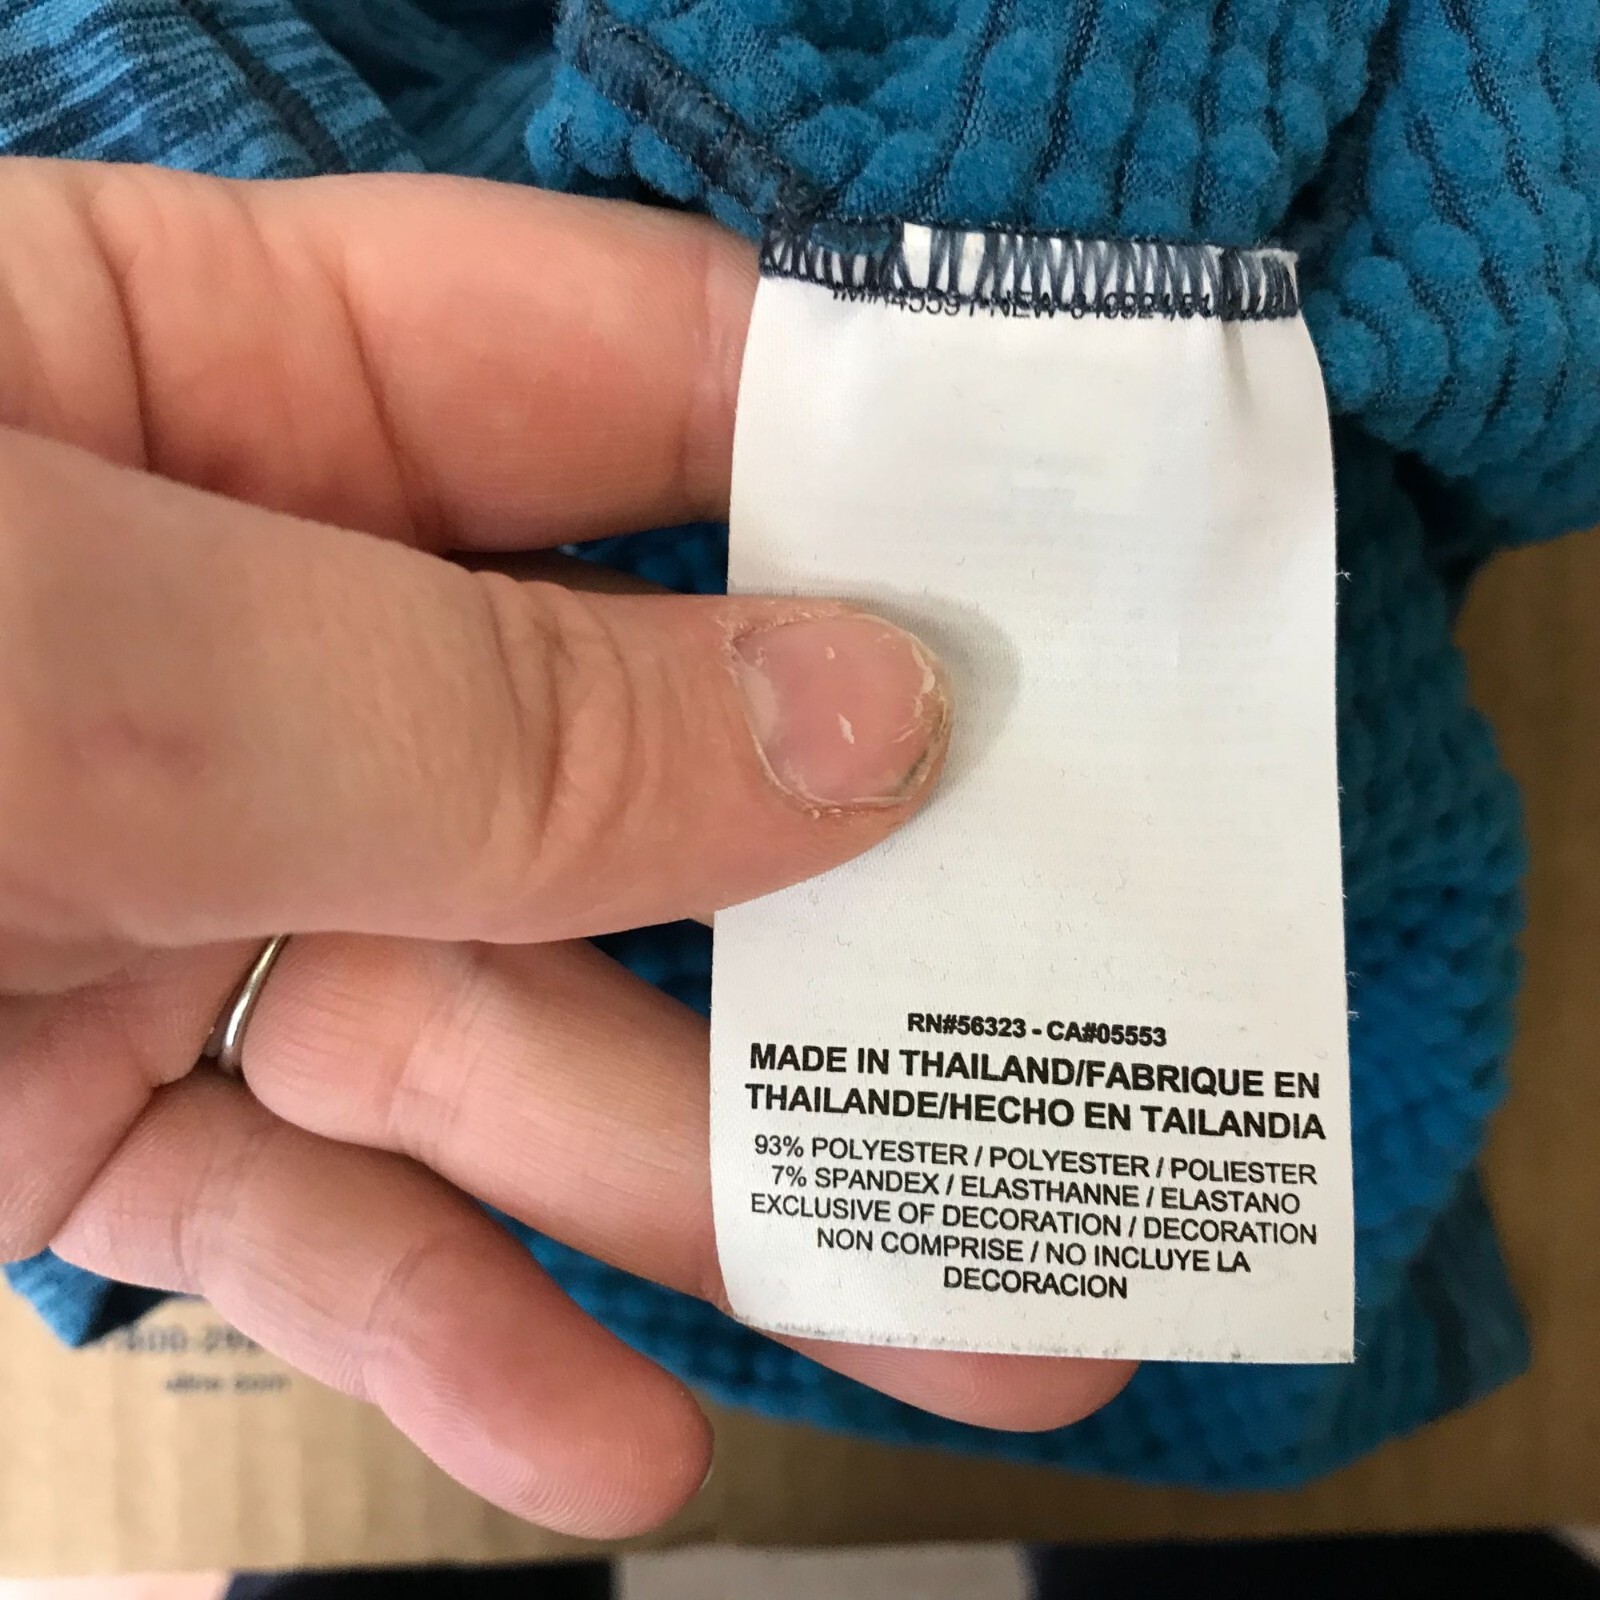 RN#56323 - CA#05553
MADE IN THAILAND/FABRIQUE EN
THAILANDE/HECHO EN TAILANDIA
93% POLYESTER / POLYESTER / POLIESTER
7% SPANDEX / ELASTHANNE / ELASTANO
EXCLUSIVE OF DECORATION / DECORATION
NON COMPRISE / NO INCLUYE LA
DECORACION